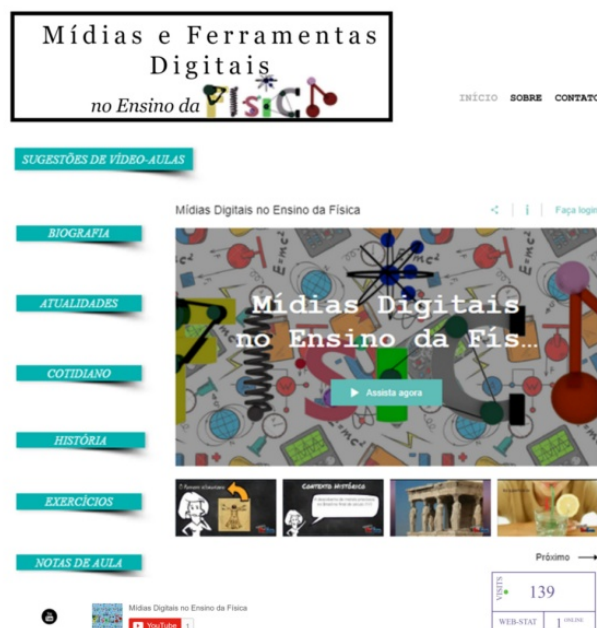 Mídias e Ferramentas
Digitais
no Ensino da FÍSICA
INÍCIO SOBRE CONTATO
SUGESTÕES DE VÍDEO-AULAS
Mídias Digitais no Ensino da Física
Faça login
BIOGRAFIA
ATUALIDADES
COTIDIANO
HISTÓRIA
EXERCÍCIOS
NOTAS DE AULA
E=mc²
Mídias Digitais
no Ensino da Fís...
Assista agora
CONTEXTO HISTÓRICO
Próximo
VISITS
139
WEB-STAT 1 ONLINE
Mídias Digitais no Ensino da Física
YouTube 1